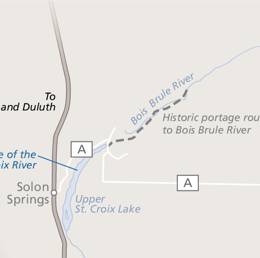 To
and Duluth
Bois Brule River
Historic portage rou
to Bois Brule River
A
e of the
ix River
A
Solon
Springs
Upper
St. Croix Lake